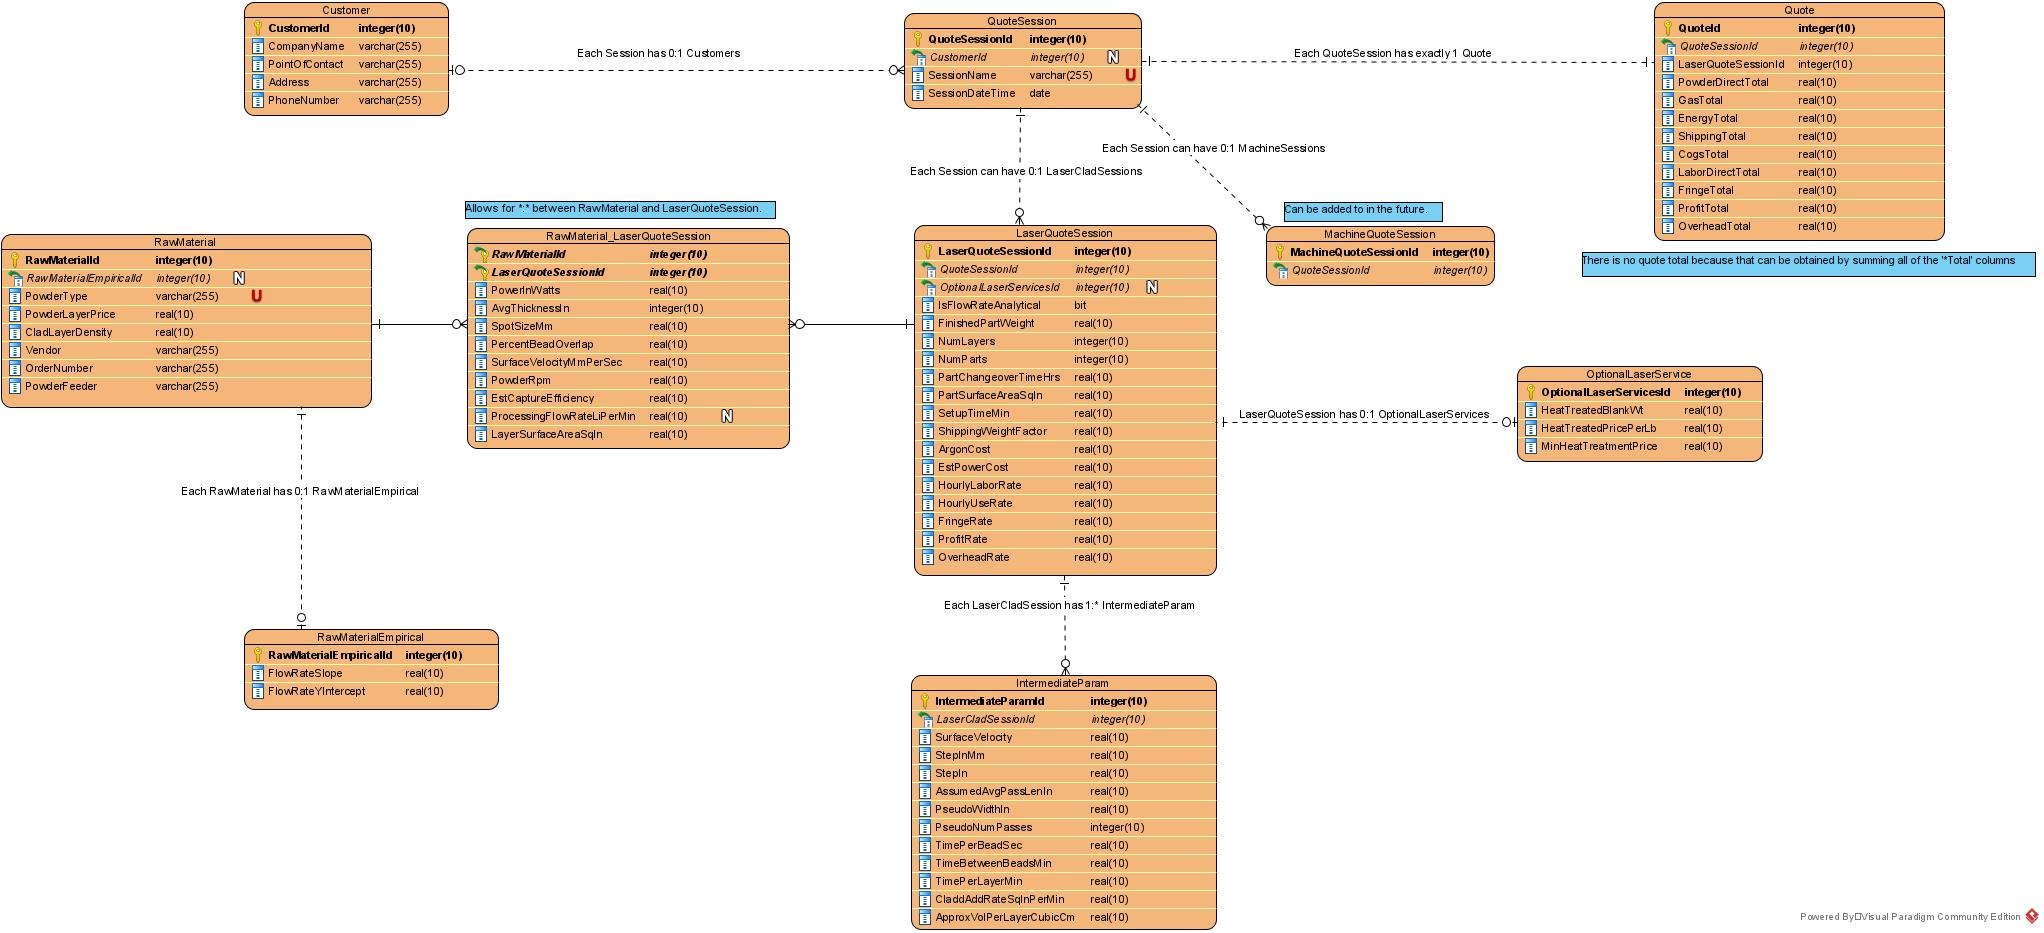 Customer
CustomerId integer(10)
CompanyName varchar(255)
PointOfContact varchar(255)
Address varchar(255)
PhoneNumber varchar(255)
Each Session has 0:1 Customers
QuoteSession
QuoteSessionId integer(10)
CustomerId integer(10) N
SessionName varchar(255) U
SessionDateTime date
Each QuoteSession has exactly 1 Quote
Quote
QuoteId integer(10)
QuoteSessionId integer(10)
LaserQuoteSessionId integer(10)
PowderDirectTotal real(10)
GasTotal real(10)
EnergyTotal real(10)
ShippingTotal real(10)
CogsTotal real(10)
LaborDirectTotal real(10)
FringeTotal real(10)
ProfitTotal real(10)
OverheadTotal real(10)
There is no quote total because that can be obtained by summing all of the '*Total' columns
Each Session can have 0:1 MachineSessions
Each Session can have 0:1 LaserCladSessions
Can be added to in the future.
MachineQuoteSession
MachineQuoteSessionId integer(10)
QuoteSessionId integer(10)
Allows for *:* between RawMaterial and LaserQuoteSession.
RawMaterial
RawMaterialId integer(10)
RawMaterialEmpiricalId integer(10) N
PowderType varchar(255) U
PowderLayerPrice real(10)
CladLayerDensity real(10)
Vendor varchar(255)
OrderNumber varchar(255)
PowderFeeder varchar(255)
RawMaterial_LaserQuoteSession
RawMaterialId integer(10)
LaserQuoteSessionId integer(10)
PowerInWatts real(10)
AvgThicknessIn integer(10)
SpotSizeMm real(10)
PercentBeadOverlap real(10)
SurfaceVelocityMmPerSec real(10)
PowderRpm real(10)
EstCaptureEfficiency real(10)
ProcessingFlowRateLiPerMin real(10) N
LayerSurfaceAreaSqIn real(10)
LaserQuoteSession
LaserQuoteSessionId integer(10)
QuoteSessionId integer(10)
OptionalLaserServicesId integer(10) N
IsFlowRateAnalytical bit
FinishedPartWeight real(10)
NumLayers integer(10)
NumParts integer(10)
PartChangeoverTimeHrs real(10)
PartSurfaceAreaSqIn real(10)
SetupTimeMin real(10)
ShippingWeightFactor real(10)
ArgonCost real(10)
EstPowerCost real(10)
HourlyLaborRate real(10)
HourlyUseRate real(10)
FringeRate real(10)
ProfitRate real(10)
OverheadRate real(10)
LaserQuoteSession has 0:1 OptionalLaserServices
OptionalLaserService
OptionalLaserServicesId integer(10)
HeatTreatedBlankWt real(10)
HeatTreatedPricePerLb real(10)
MinHeatTreatmentPrice real(10)
Each RawMaterial has 0:1 RawMaterialEmpirical
RawMaterialEmpirical
RawMaterialEmpiricalId integer(10)
FlowRateSlope real(10)
FlowRateYIntercept real(10)
Each LaserCladSession has 1:* IntermediateParam
IntermediateParam
IntermediateParamId integer(10)
LaserCladSessionId integer(10)
SurfaceVelocity real(10)
StepInMm real(10)
StepIn real(10)
AssumedAvgPassLenIn real(10)
PseudoWidthIn real(10)
PseudoNumPasses integer(10)
TimePerBeadSec real(10)
TimeBetweenBeadsMin real(10)
TimePerLayerMin real(10)
CladdAddRateSqInPerMin real(10)
ApproxVolPerLayerCubicCm real(10)
Powered By□Visual Paradigm Community Edition